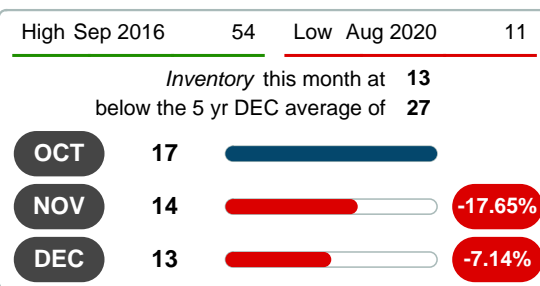 High Sep 2016 54 Low Aug 2020 11
Inventory this month at 13
below the 5 yr DEC average of 27
OCT 17
NOV 14 -17.65%
DEC 13 -7.14%